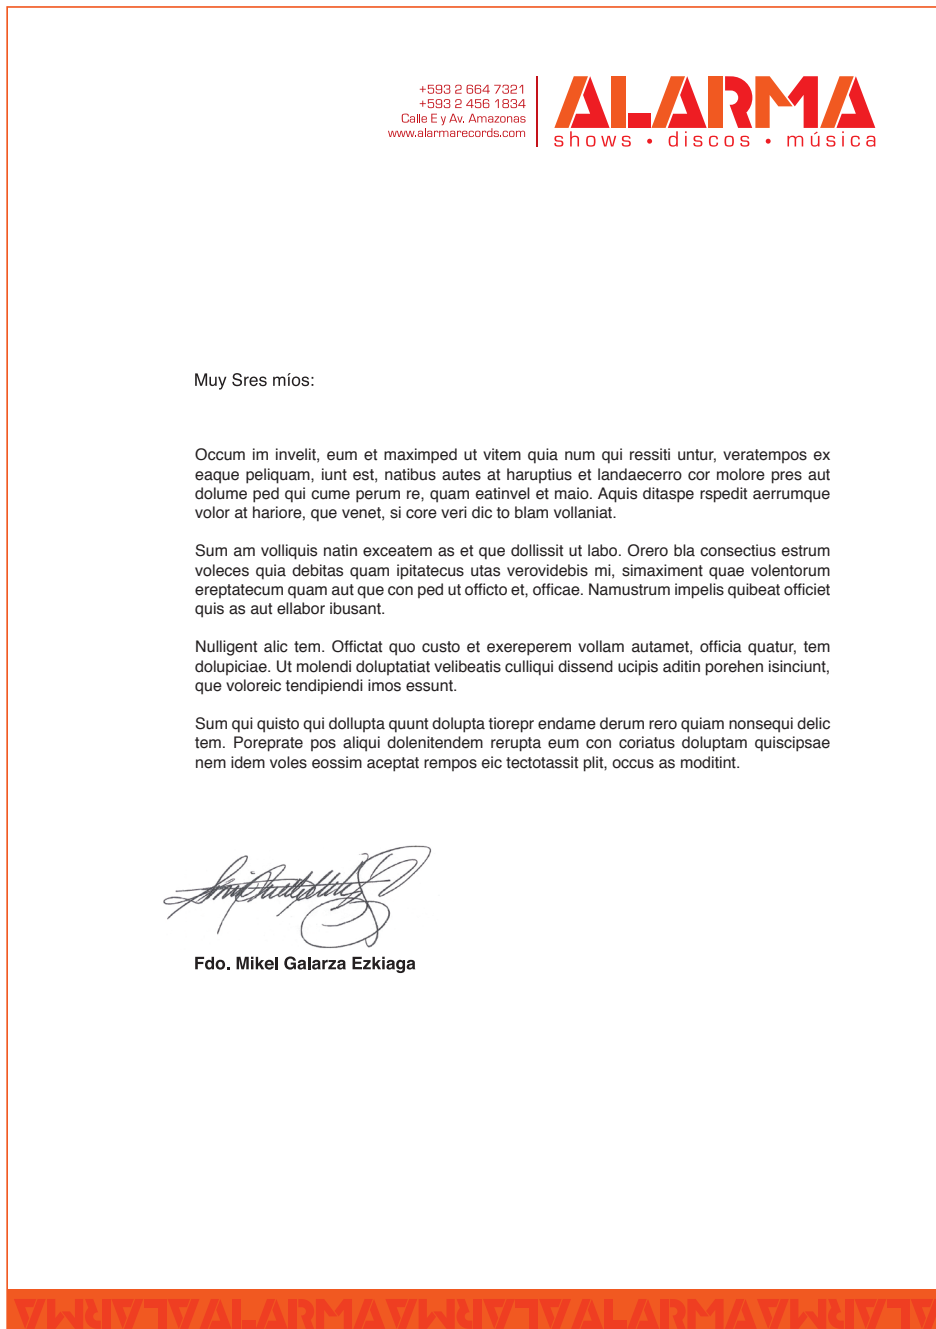 +593 2 664 7321
+593 2 456 1834
Calle E y Av. Amazonas
www.alarmarecords.com
ALARMA
shows • discos • música
Muy Sres míos:
Occum im invelit, eum et maximped ut vitem quia num qui ressiti untur, veratempos ex
eaque peliquam, iunt est, natibus autes at haruptius et landaecerro cor molore pres aut
dolume ped qui cume perum re, quam eatinvel et maio. Aquis ditaspe rspedit aerrumque
volor at hariore, que venet, si core veri dic to blam vollaniat.
Sum am volliquis natin exceatem as et que dollissit ut labo. Orero bla consectius estrum
voleces quia debitas quam ipitatecus utas verovidebis mi, simaximent quae volentorum
ereptatecum quam aut que con ped ut officto et, officae. Namustrum impelis quibeat officiet
quis as aut ellabor ibusant.
Nulligent alic tem. Offictat quo custo et exereperem vollam autamet, officia quatur, tem
dolupiciae. Ut molendi doluptatiat velibeatis culliqui dissend ucipis aditin porehen isinciunt,
que voloreic tendipiendi imos essunt.
Sum qui quisto qui dollupta quunt dolupta tiorepr endame derum rero quiam nonsequi delic
tem. Poreprate pos aliqui dolenitendem rerupta eum con coriatus doluptam quiscipsae
nem idem voles eossim aceptat rempos eic tectotassit plit, occus as moditint.
Fdo. Mikel Galarza Ezkiaga
ALARMA ALARMA ALARMA ALARMA ALARMA